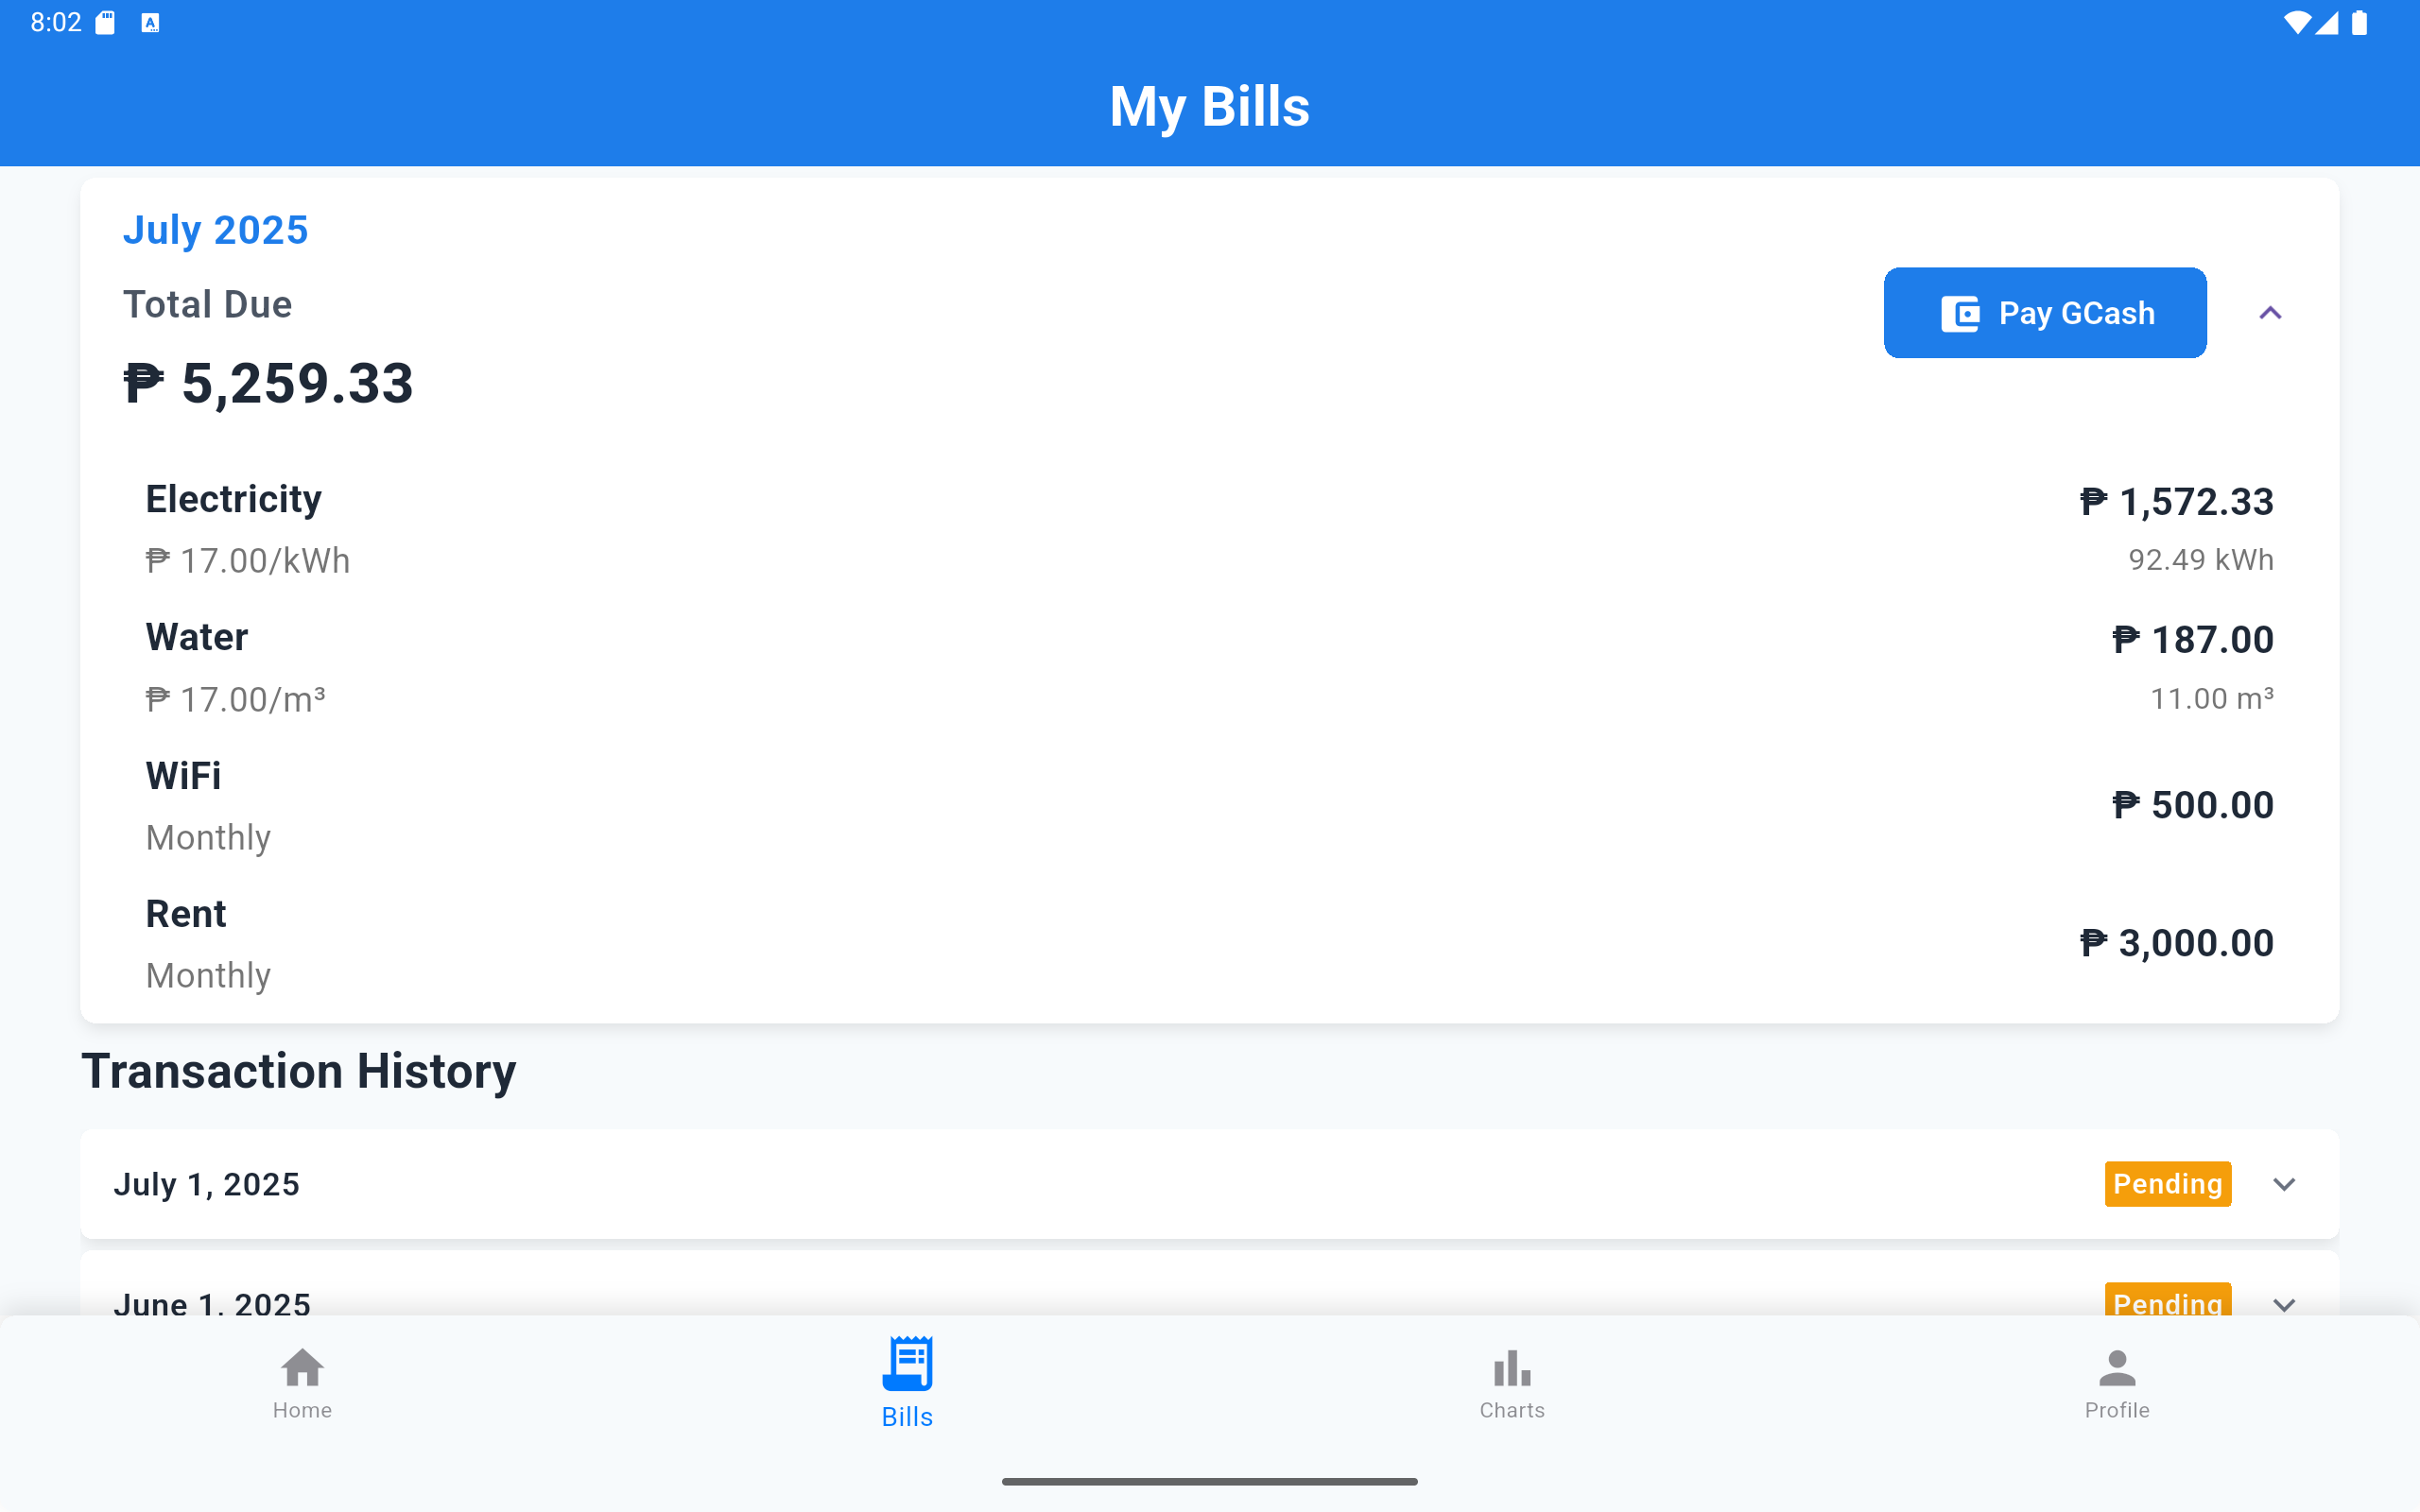 8:02
My Bills
July 2025
Total Due
₱ 5,259.33
Pay GCash
Electricity
₱ 1,572.33
₱ 17.00/kWh
92.49 kWh
Water
₱ 187.00
₱ 17.00/m³
11.00 m³
WiFi
₱ 500.00
Monthly
Rent
₱ 3,000.00
Monthly
Transaction History
July 1, 2025
Pending
June 1, 2025
Pending
Home
Bills
Charts
Profile